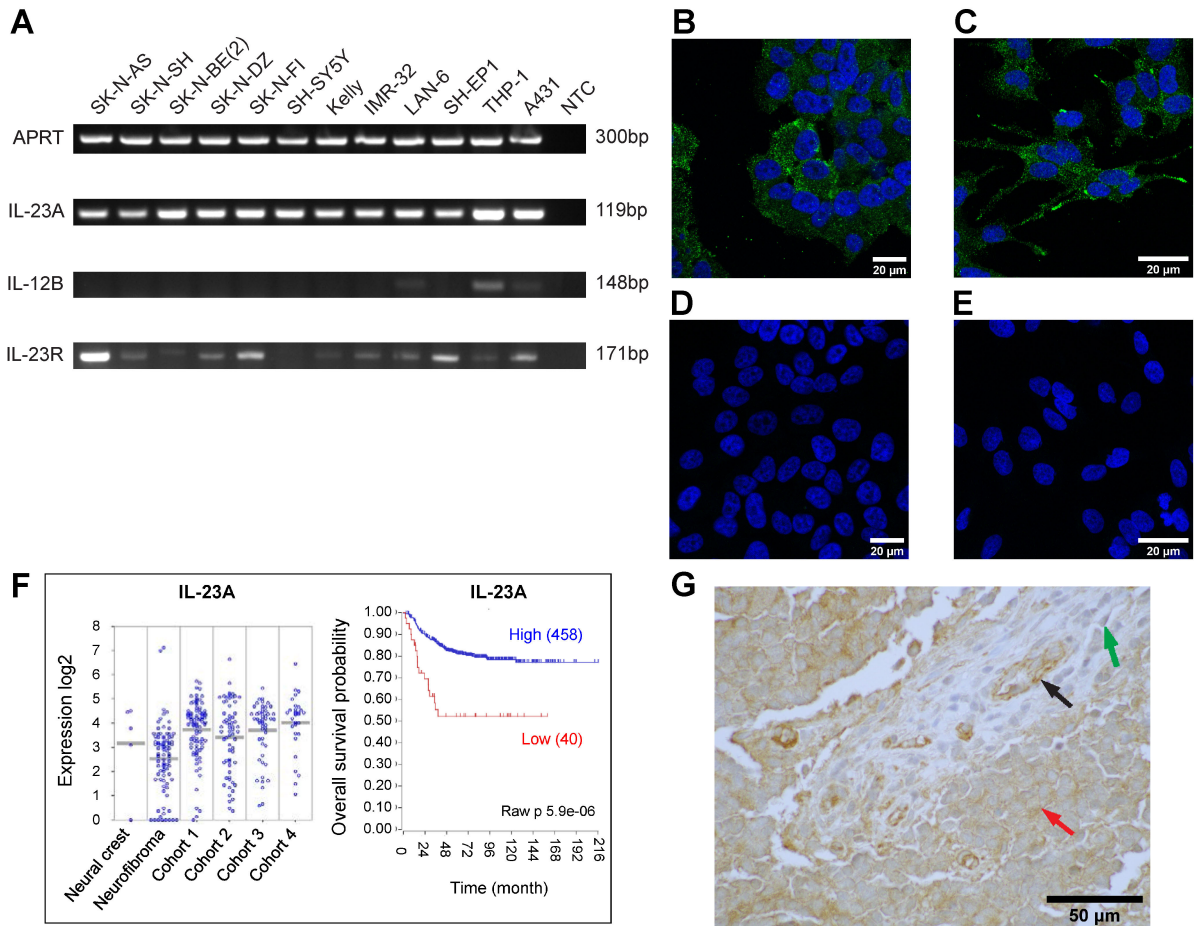 A
SK-N-AS
SK-N-SH
SK-N-BE(2)
SK-N-DZ
SK-N-FI
SH-SY5Y
Kelly
IMR-32
LAN-6
SH-EP1
THP-1
A431
NTC
APRT 300bp
IL-23A 119bp
IL-12B 148bp
IL-23R 171bp
B
20 µm
C
20 µm
D
20 µm
E
20 µm
F
IL-23A
Expression log2
8
7
6
5
4
3
2
1
0
Neural crest
Neurofibroma
Cohort 1
Cohort 2
Cohort 3
Cohort 4
IL-23A
Overall survival probability
1.00
0.90
0.80
0.70
0.60
0.50
0.40
0.30
0.20
0.10
0.00
High (458)
Low (40)
Raw p 5.9e-06
0
24
48
72
96
120
144
168
192
216
Time (month)
G
50 µm